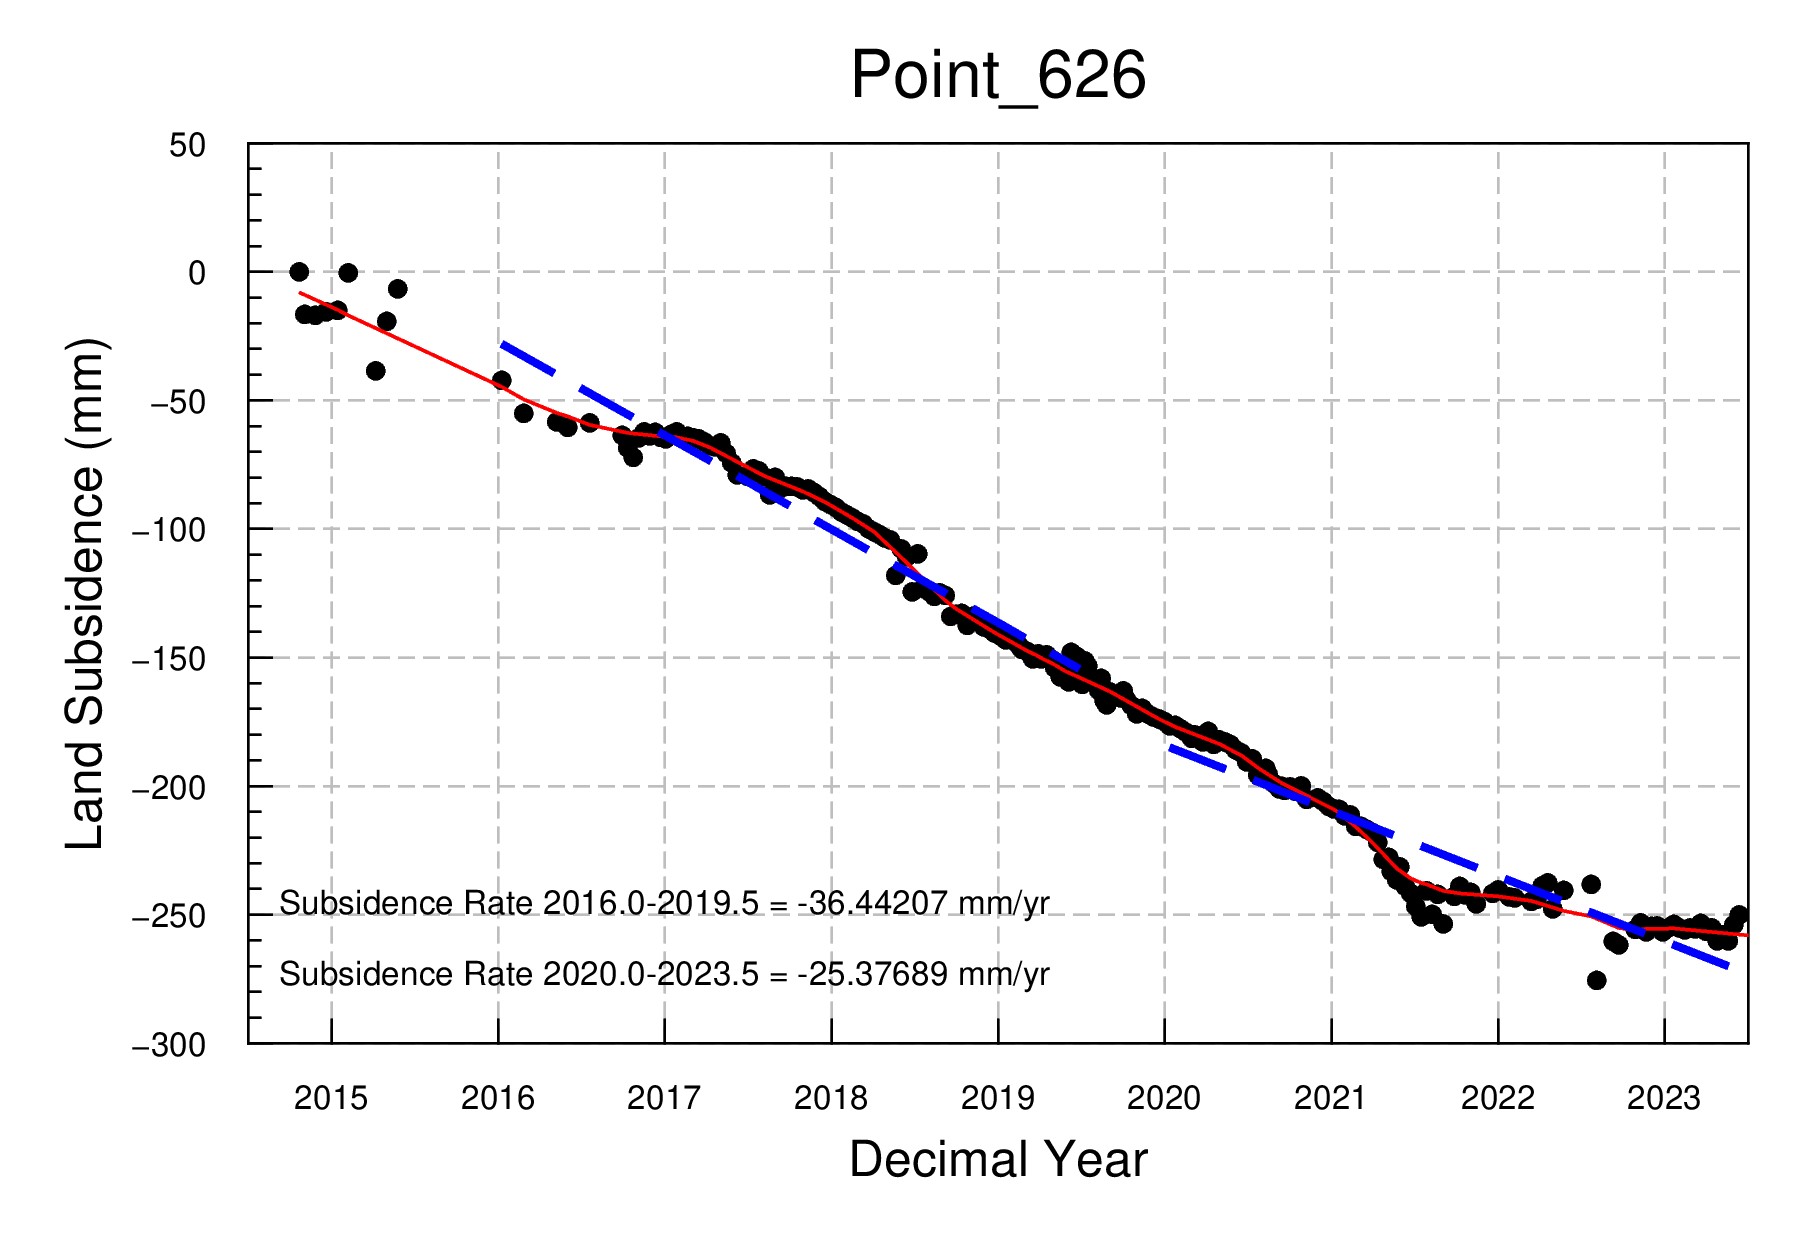 Point_626
50
0
−50
−100
−150
−200
−250
−300
Land Subsidence (mm)
Subsidence Rate 2016.0-2019.5 = -36.44207 mm/yr
Subsidence Rate 2020.0-2023.5 = -25.37689 mm/yr
2015 2016 2017 2018 2019 2020 2021 2022 2023
Decimal Year